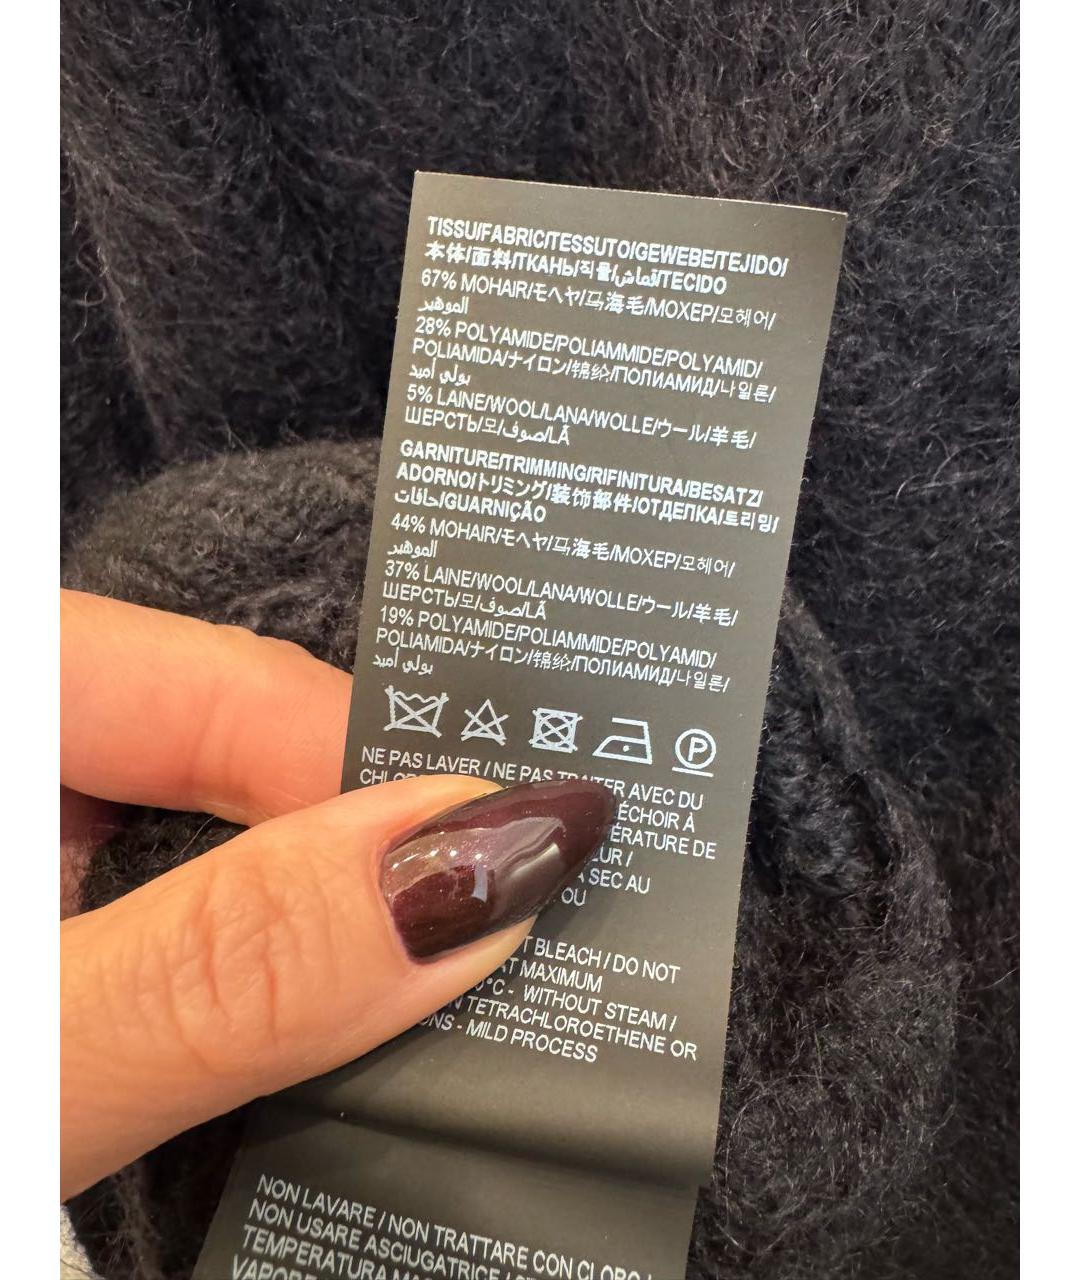 TISSU/FABRIC/TESSUTO/GEWEBE/TEJIDO/
本体/面料/ТКАНЬ/직물/قماش/TECIDO
67% MOHAIR/モヘヤ/马海毛/МОХЕР/모헤어/
الموهير
28% POLYAMIDE/POLIAMMIDE/POLYAMID/
POLIAMIDA/ナイロン/锦纶/ПОЛИАМИД/나일론/
بولي أميد
5% LAINE/WOOL/LANA/WOLLE/ウール/羊毛/
ШЕРСТЬ/모/صوف/LÃ
GARNITURE/TRIMMING/RIFINITURA/BESATZ/
ADORNO/トリミング/装饰部件/ОТДЕЛКА/트리밍/
حافات/GUARNIÇÃO
44% MOHAIR/モヘヤ/马海毛/МОХЕР/모헤어/
الموهير
37% LAINE/WOOL/LANA/WOLLE/ウール/羊毛/
ШЕРСТЬ/모/صوف/LÃ
19% POLYAMIDE/POLIAMMIDE/POLYAMID/
POLIAMIDA/ナイロン/锦纶/ПОЛИАМИД/나일론/
بولي أميد
P
NE PAS LAVER / NE PAS TRAITER AVEC DU
ÉCHOIR À
DE
SEC AU
OU
BLEACH / DO NOT
AT MAXIMUM
°C - WITHOUT STEAM /
TETRACHLOROETHENE OR
- MILD PROCESS
NON LAVARE / NON TRATTARE CON CLORO /
NON USARE ASCIUGATRICE /
TEMPERATURA